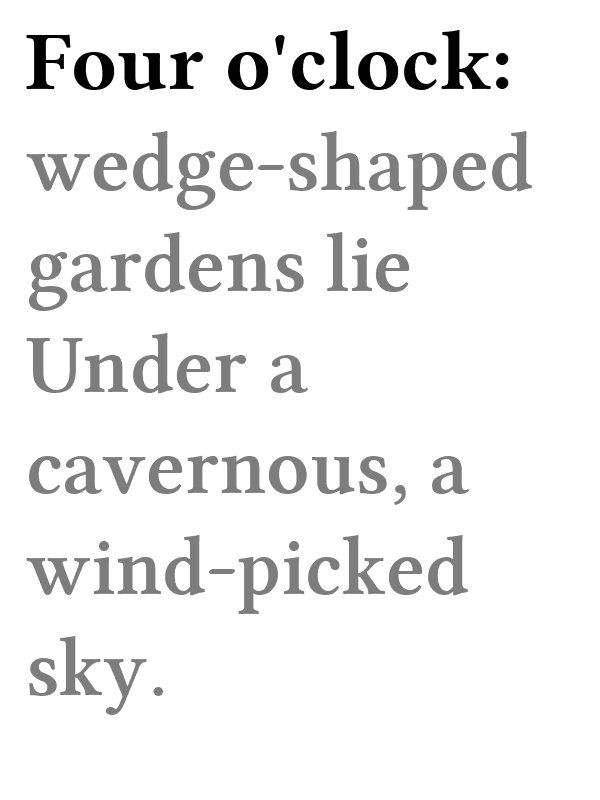 Four o'clock:
wedge-shaped
gardens lie
Under a
cavernous, a
wind-picked
sky.